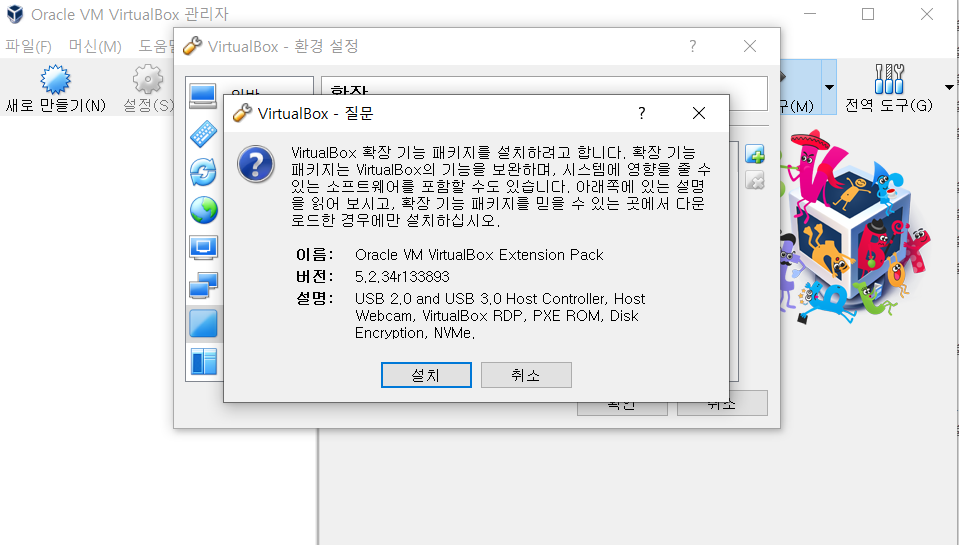 Oracle VM VirtualBox 관리자
파일(F) 머신(M) 도움말
VirtualBox - 환경 설정
새로 만들기(N) 설정(S)
구(M) 전역 도구(G)
VirtualBox - 질문
VirtualBox 확장 기능 패키지를 설치하려고 합니다. 확장 기능
패키지는 VirtualBox의 기능을 보완하며, 시스템에 영향을 줄 수
있는 소프트웨어를 포함할 수도 있습니다. 아래쪽에 있는 설명
을 읽어 보시고, 확장 기능 패키지를 믿을 수 있는 곳에서 다운
로드한 경우에만 설치하십시오.
이름: Oracle VM VirtualBox Extension Pack
버전: 5.2.34r133893
설명: USB 2.0 and USB 3.0 Host Controller, Host
Webcam, VirtualBox RDP, PXE ROM, Disk
Encryption, NVMe.
설치 취소
확인 취소